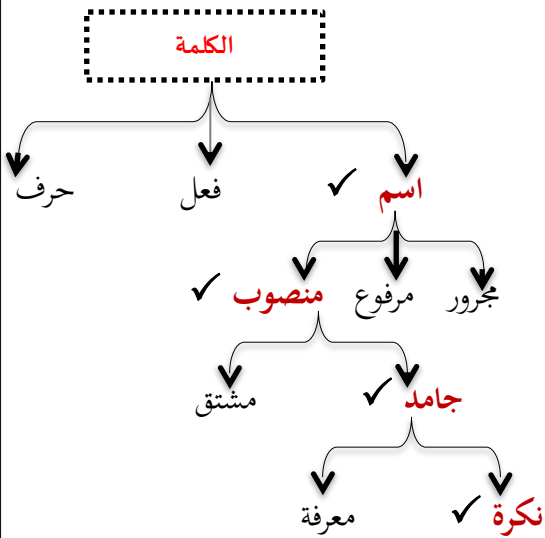 الكلمة
اسم ✓ فعل حرف
مجرور مرفوع منصوب ✓
جامد ✓ مشتق
نكرة ✓ معرفة